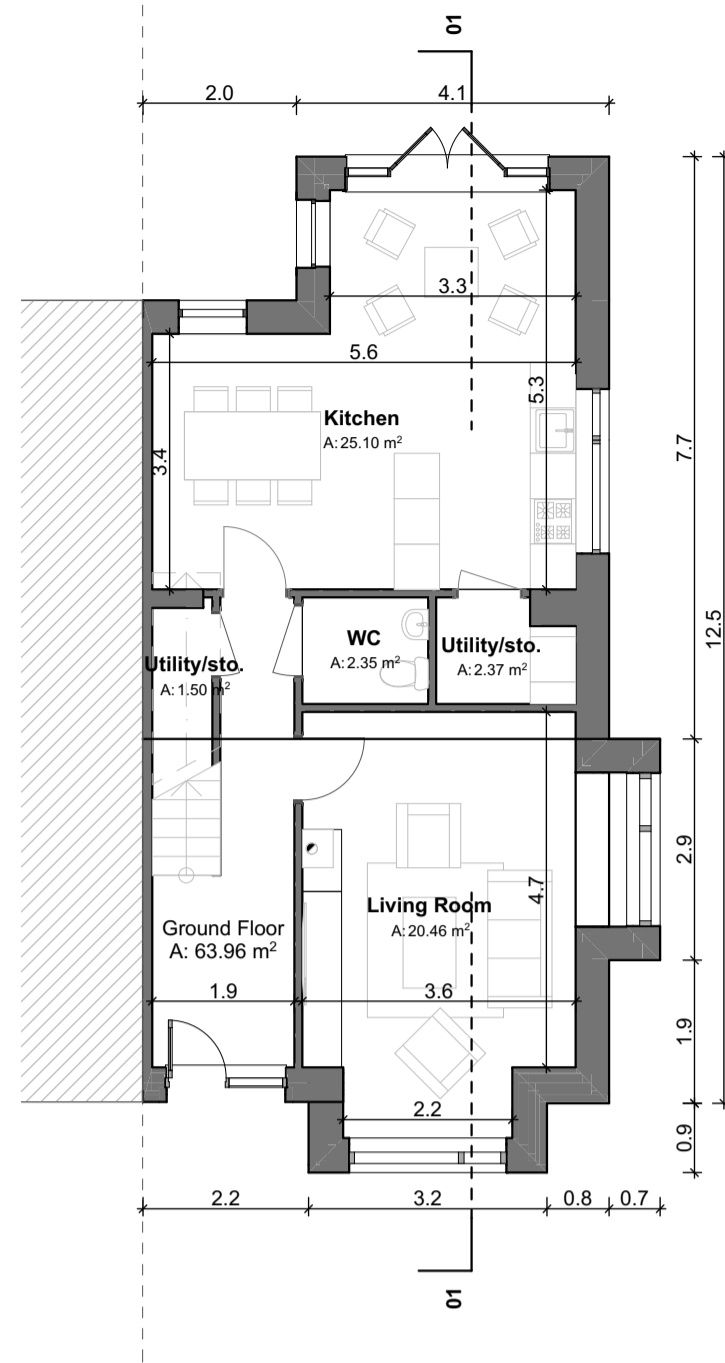 01
2.0
4.1
3.3
5.6
5.3
3.4
Kitchen
A: 25.10 m²
7.7
12.5
WC
A: 2.35 m²
Utility/sto.
A: 2.37 m²
Utility/sto.
A: 1.50 m²
2.9
4.7
Living Room
A: 20.46 m²
Ground Floor
A: 63.96 m²
1.9
3.6
1.9
2.2
0.9
2.2
3.2
0.8
0.7
01